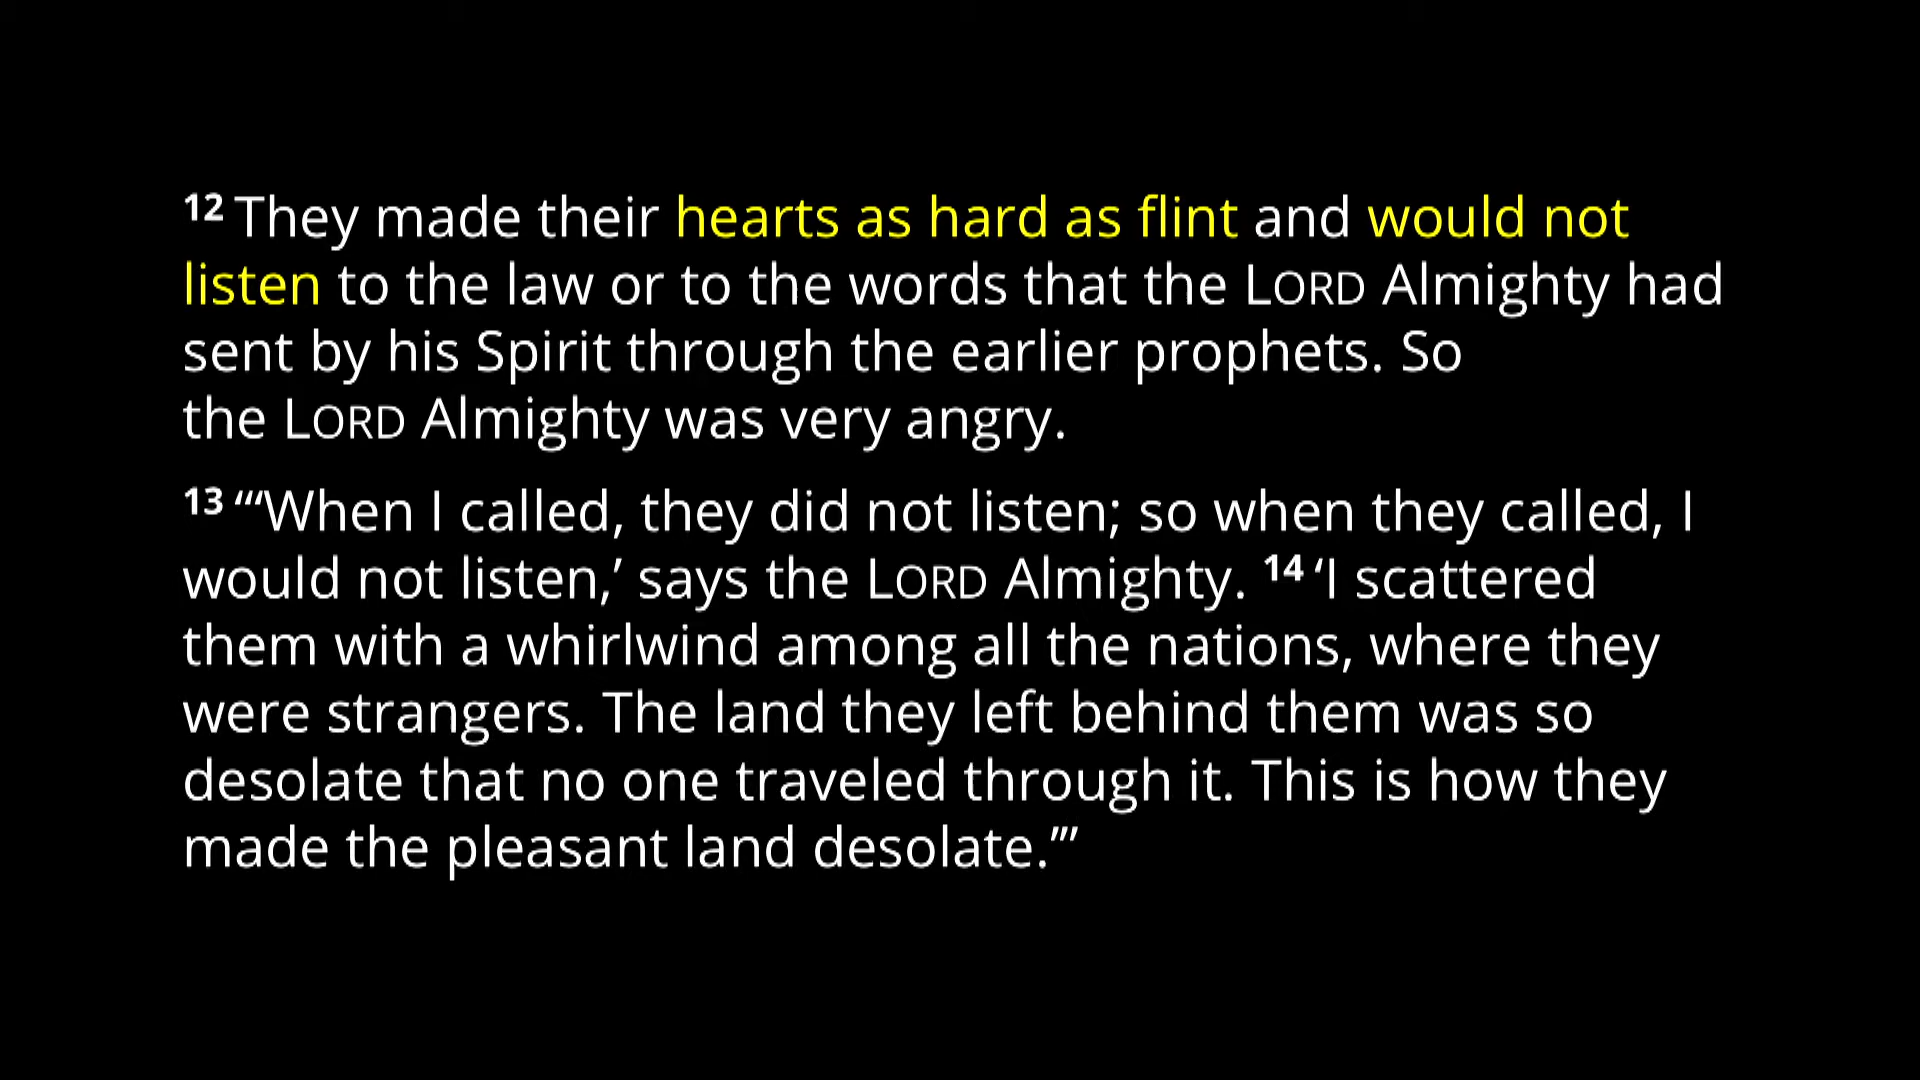 12 They made their hearts as hard as flint and would not
listen to the law or to the words that the LORD Almighty had
sent by his Spirit through the earlier prophets. So
the LORD Almighty was very angry.
13 “‘When I called, they did not listen; so when they called, I
would not listen,’ says the LORD Almighty. 14 ‘I scattered
them with a whirlwind among all the nations, where they
were strangers. The land they left behind them was so
desolate that no one traveled through it. This is how they
made the pleasant land desolate.’”